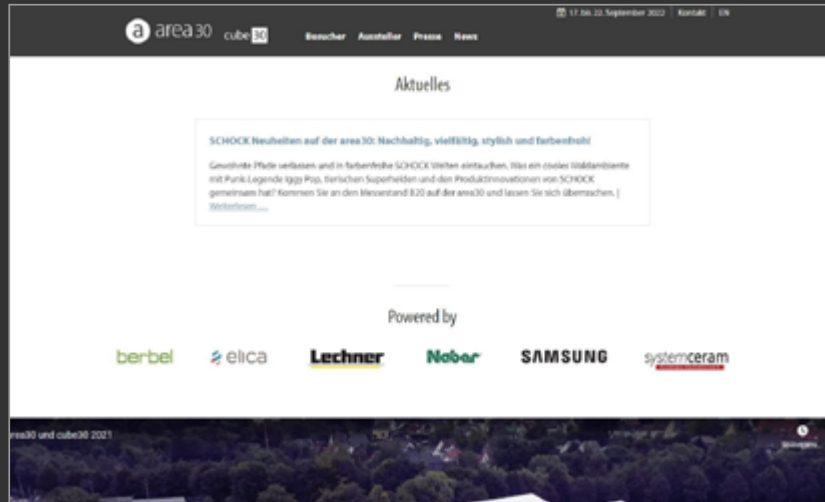 17. bis 22. September 2022 | Kontakt | EN
a area30 cube 30 Besucher Aussteller Presse News
Aktuelles
SCHOCK Neuheiten auf der area30: Nachhaltig, vielfältig, stylish und farbenfroh!
Gewohnte Pfade verlassen und in farbenfrohe SCHOCK Welten eintauchen. Was ein cooles Waldambiente
mit Punk-Legende Iggy Pop, tierischen Superhelden und den Produktinnovationen von SCHOCK
gemeinsam hat? Kommen Sie an den Messestand B20 auf der area30 und lassen Sie sich überraschen. |
Weiterlesen …
Powered by
berbel elica Lechner Nobar SAMSUNG systemceram
area30 und cube30 2021